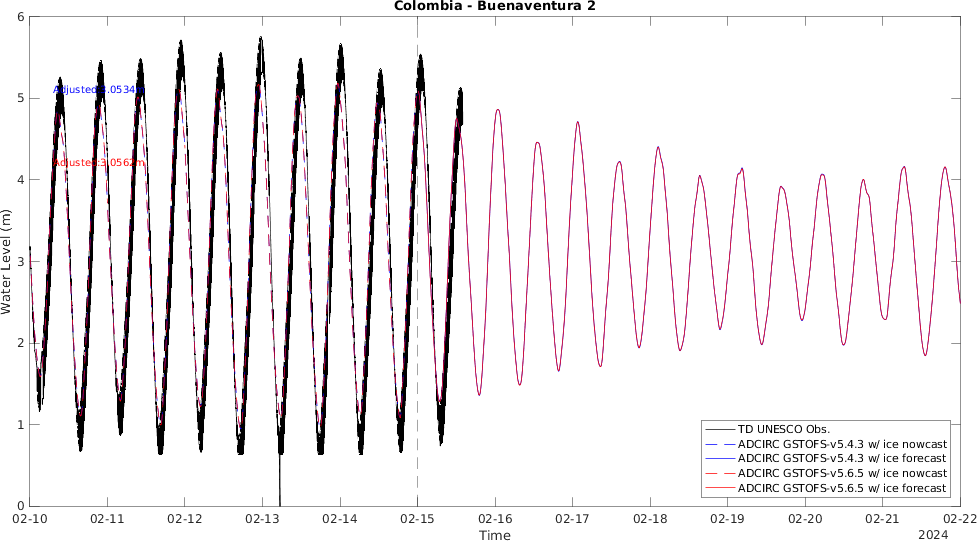 Colombia - Buenaventura 2
6
5
4
3
2
1
0
Water Level (m)
Adjusted:3.0534m
Adjusted:3.0562m
TD UNESCO Obs.
ADCIRC GSTOFS-v5.4.3 w/ ice nowcast
ADCIRC GSTOFS-v5.4.3 w/ ice forecast
ADCIRC GSTOFS-v5.6.5 w/ ice nowcast
ADCIRC GSTOFS-v5.6.5 w/ ice forecast
02-10 02-11 02-12 02-13 02-14 02-15 02-16 02-17 02-18 02-19 02-20 02-21 02-22
Time
2024